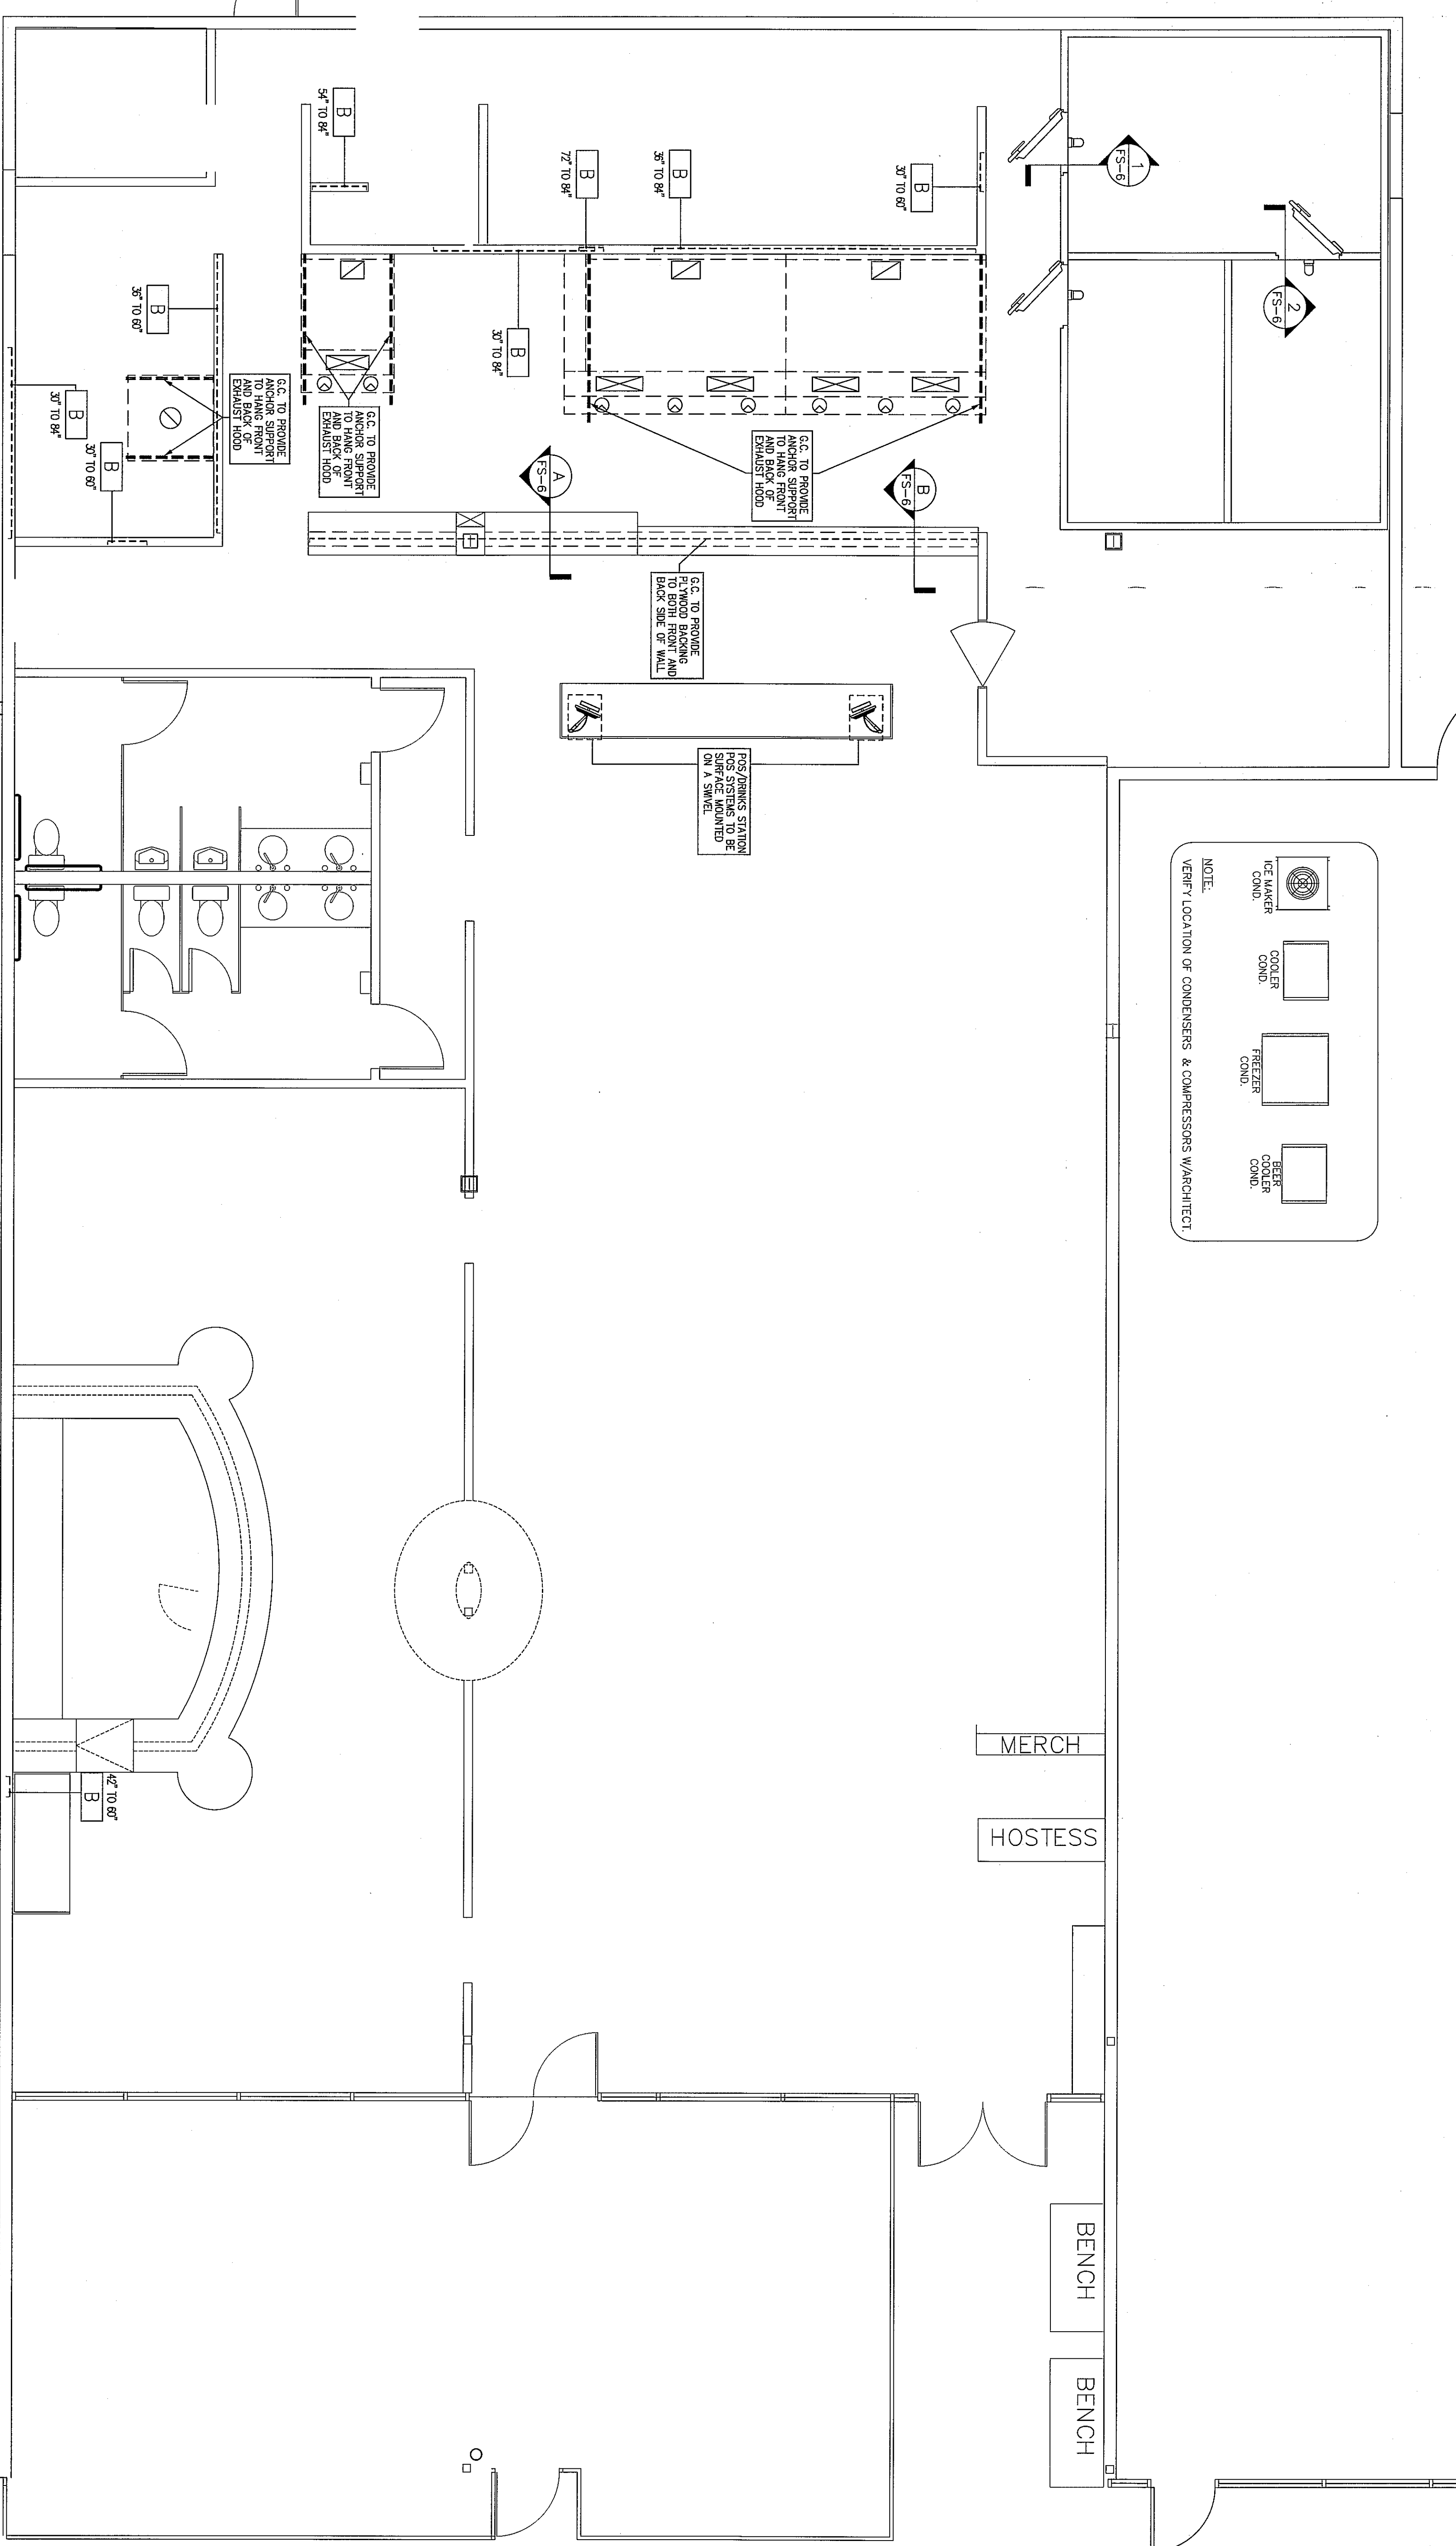 B
54" TO 84"
B
72" TO 84"
B
36" TO 84"
B
30" TO 60"
1
FS-6
2
FS-6
B
36" TO 60"
B
30" TO 84"
B
30" TO 84"
B
30" TO 60"
G.C. TO PROVIDE
ANCHOR SUPPORT
TO HANG FRONT
AND BACK OF
EXHAUST HOOD
G.C. TO PROVIDE
ANCHOR SUPPORT
TO HANG FRONT
AND BACK OF
EXHAUST HOOD
G.C. TO PROVIDE
ANCHOR SUPPORT
TO HANG FRONT
AND BACK OF
EXHAUST HOOD
A
FS-6
B
FS-6
G.C. TO PROVIDE
PLYWOOD BACKING
TO BOTH FRONT AND
BACK SIDE OF WALL
POS/DRINKS STATION
POS SYSTEMS TO BE
SURFACE MOUNTED
ON A SWIVEL
ICE MAKER
COND.
COOLER
COND.
FREEZER
COND.
BEER
COOLER
COND.
NOTE:
VERIFY LOCATION OF CONDENSERS & COMPRESSORS W/ARCHITECT.
MERCH
HOSTESS
42" TO 60"
B
BENCH
BENCH